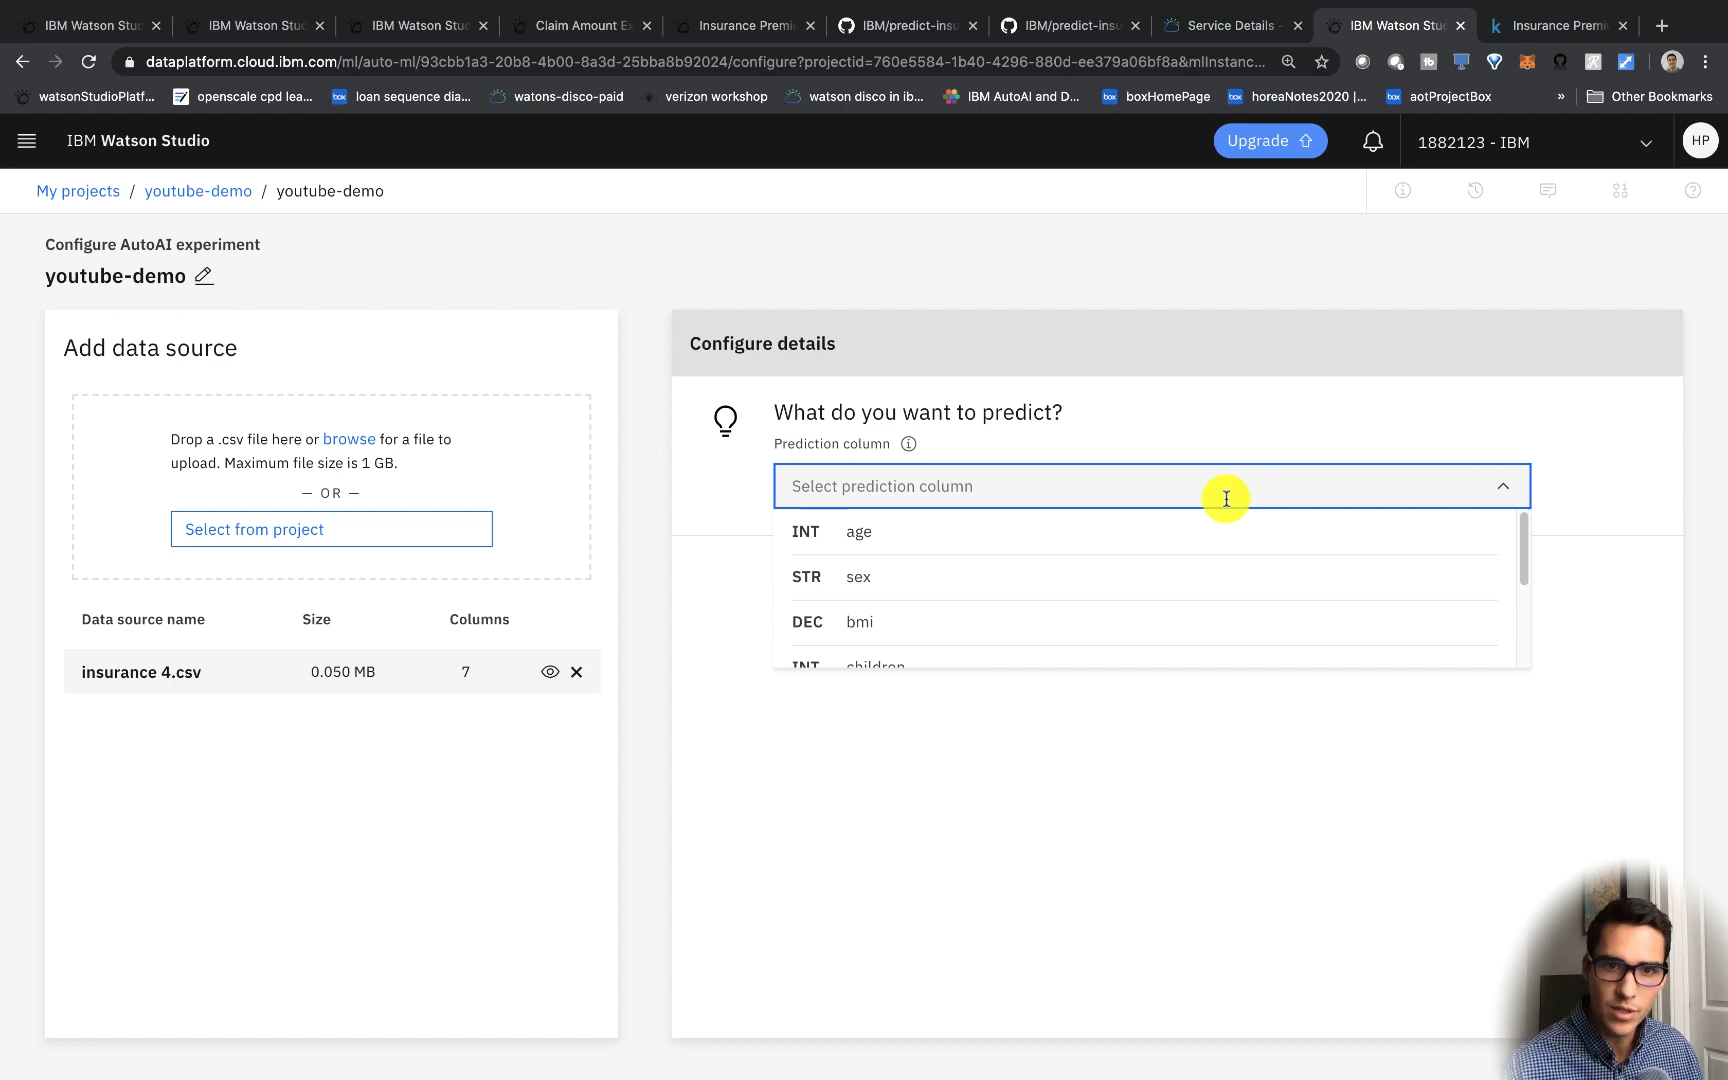 IBM Watson Stu
IBM Watson Stu
IBM Watson Stu
Claim Amount E
Insurance Premi
IBM/predict-insu
IBM/predict-insu
Service Details -
IBM Watson Stu
Insurance Premi
dataplatform.cloud.ibm.com/ml/auto-ml/93cbb1a3-20b8-4b00-8a3d-25bba8b92024/configure?projectid=760e5584-1b40-4296-880d-ee379a06bf8a&mlInstanc...
watsonStudioPlatf...
openscale cpd lea...
loan sequence dia...
watons-disco-paid
verizon workshop
watson disco in ib...
IBM AutoAI and D...
boxHomePage
horeaNotes2020 |...
aotProjectBox
»
Other Bookmarks
IBM Watson Studio
Upgrade
1882123 - IBM
HP
My projects / youtube-demo / youtube-demo
Configure AutoAI experiment
youtube-demo
Add data source
Drop a .csv file here or browse for a file to
upload. Maximum file size is 1 GB.
— OR —
Select from project
Data source name Size Columns
insurance 4.csv 0.050 MB 7
Configure details
What do you want to predict?
Prediction column
Select prediction column
INT age
STR sex
DEC bmi
INT children